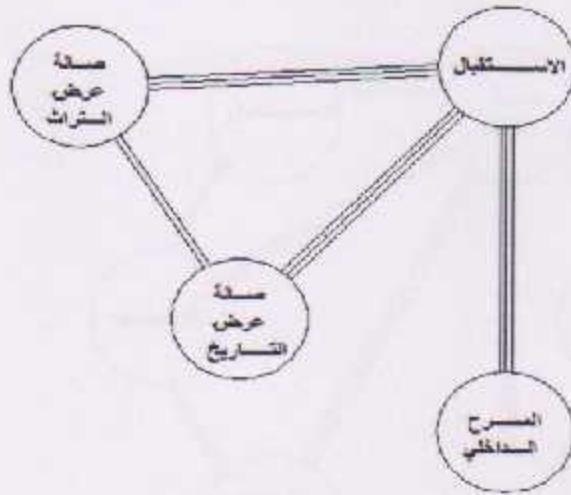 الاستقبال
صالة
عرض
التراث
صالة
عرض
التاريخ
المسرح
الداخلي